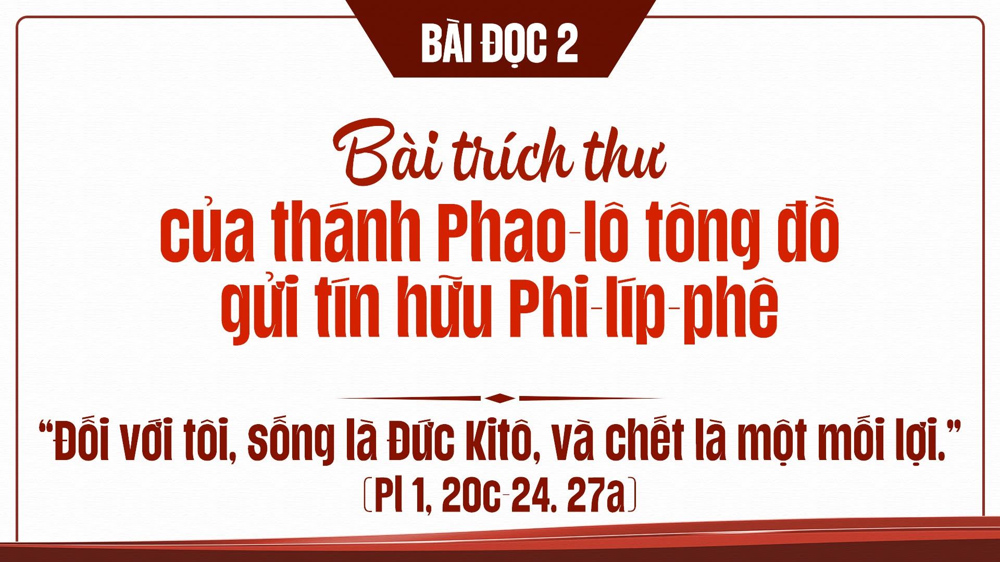 BÀI ĐỌC 2
Bài trích thư
của thánh Phao-lô tông đồ
gửi tín hữu Phi-líp-phê
“Đối với tôi, sống là Đức Kitô, và chết là một mối lợi.”
(Pl 1, 20c-24. 27a)